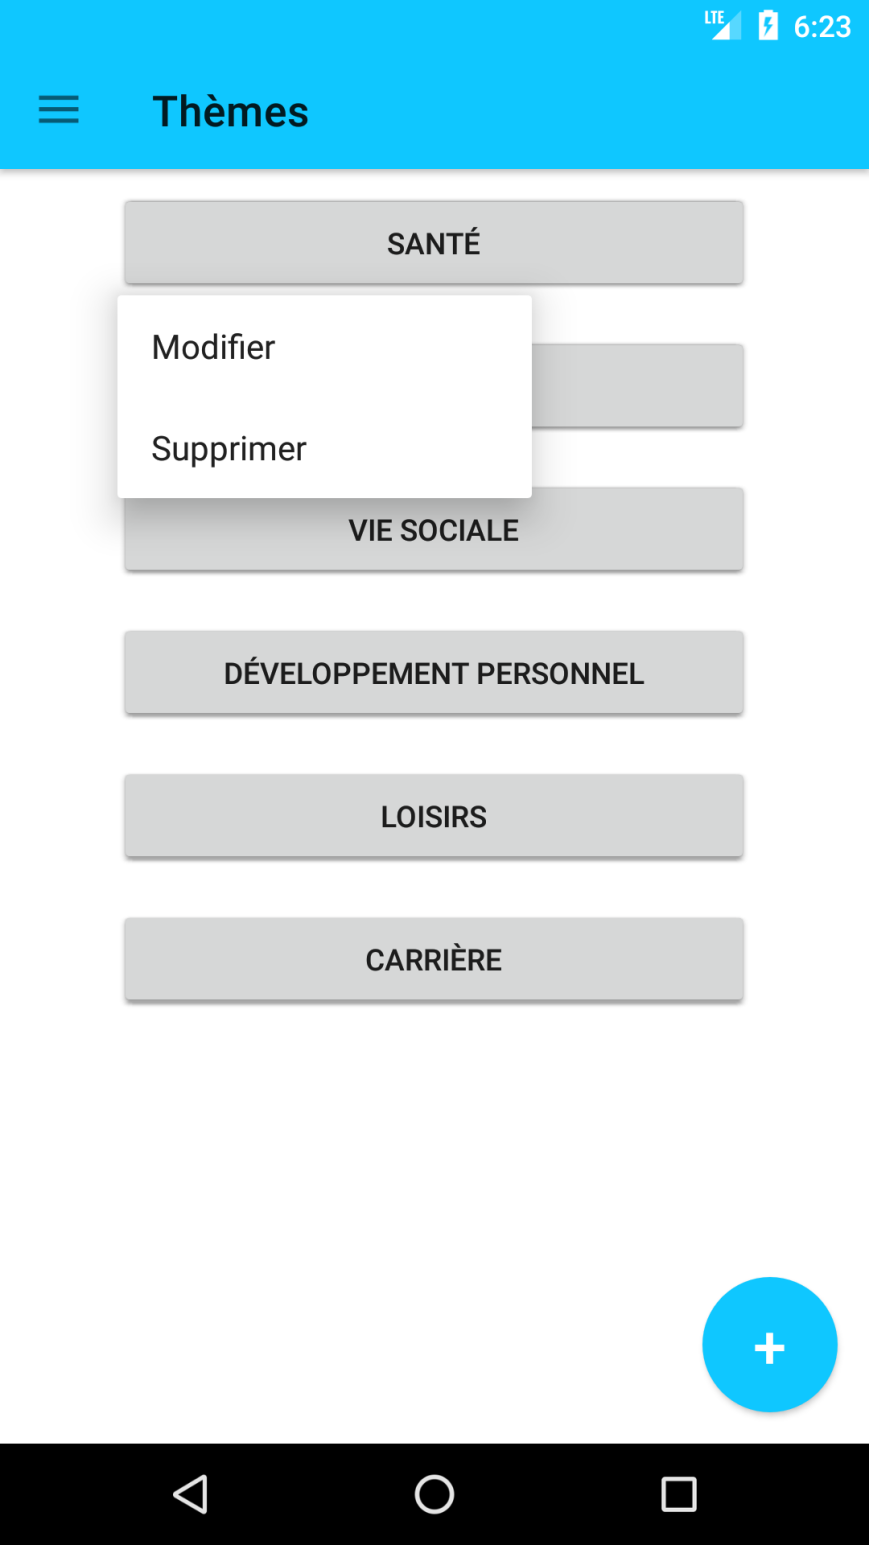 LTE 6:23
Thèmes
SANTÉ
Modifier
Supprimer
VIE SOCIALE
DÉVELOPPEMENT PERSONNEL
LOISIRS
CARRIÈRE
+